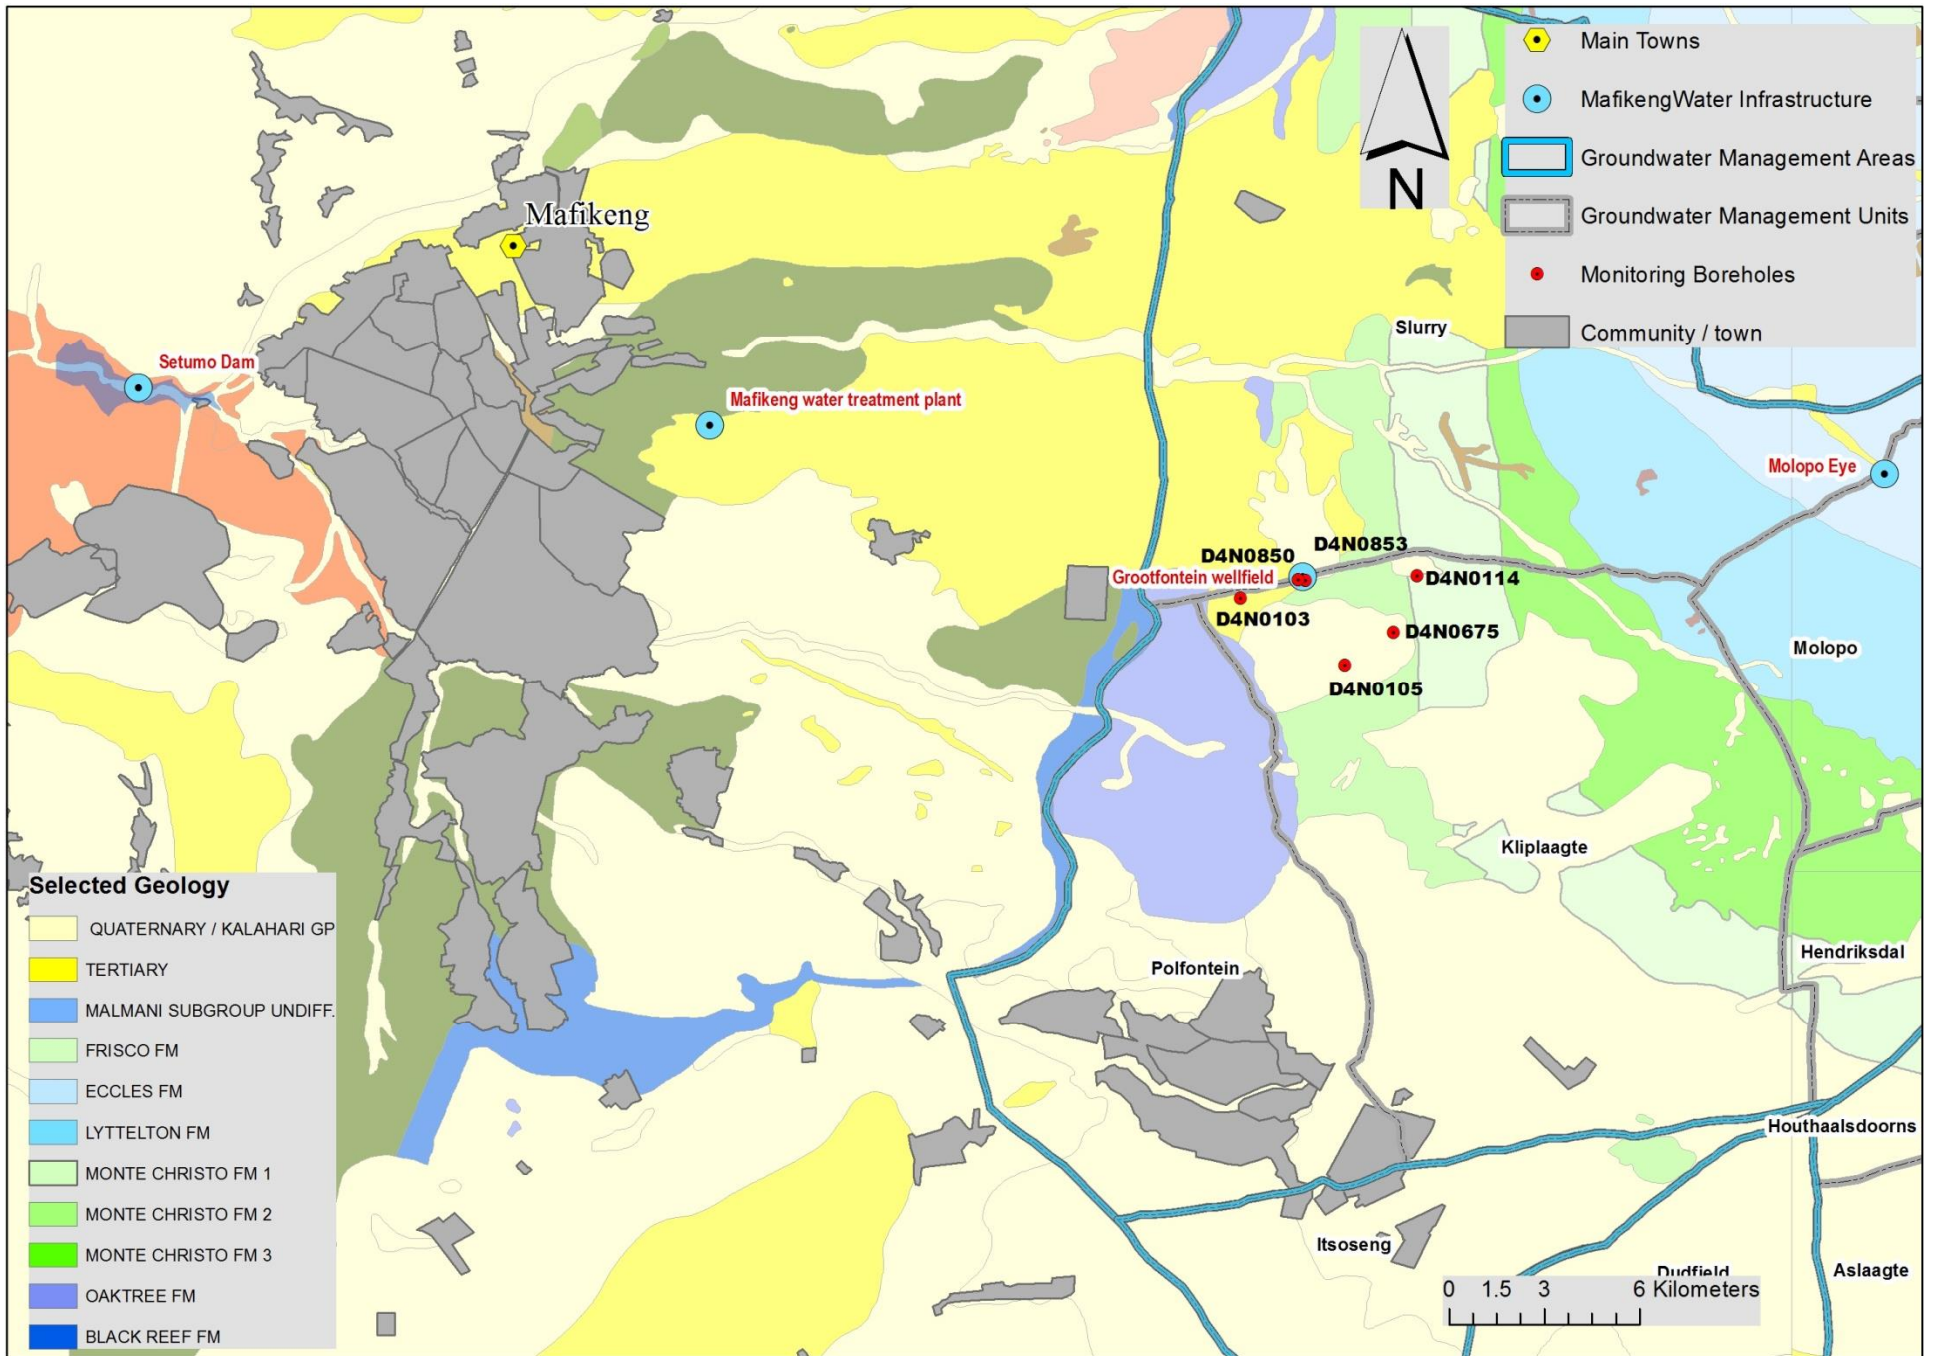 Main Towns
MafikengWater Infrastructure
Groundwater Management Areas
Groundwater Management Units
Monitoring Boreholes
Community / town
N
Mafikeng
Slurry
Setumo Dam
Mafikeng water treatment plant
Molopo Eye
D4N0850
D4N0853
Grootfontein wellfield
D4N0114
D4N0103
D4N0675
Molopo
D4N0105
Kliplaagte
Selected Geology
QUATERNARY / KALAHARI GP
TERTIARY
MALMANI SUBGROUP UNDIFF.
FRISCO FM
ECCLES FM
LYTTELTON FM
MONTE CHRISTO FM 1
MONTE CHRISTO FM 2
MONTE CHRISTO FM 3
OAKTREE FM
BLACK REEF FM
Polfontein
Hendriksdal
Houthaalsdoorns
Itsoseng
Dudfield
Aslaagte
0 1.5 3 6 Kilometers